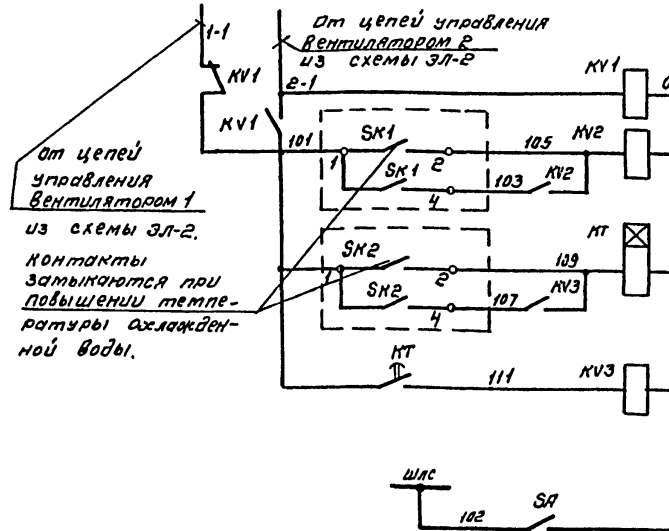 1-1
От цепей управления
Вентилятором 2
из схемы ЭЛ-2
KV1
2-1
KV1
0
KV1
101
SK1
1
2
105
KV2
SK1
4
103
KV2
От цепей
управления
Вентилятором 1
из схемы ЭЛ-2.
Контакты
замыкаются при
повышении темпе-
ратуры охлажден-
ной воды.
SK2
1
2
109
KT
SK2
4
107
KV3
KT
111
KV3
ШЛС
102
SA